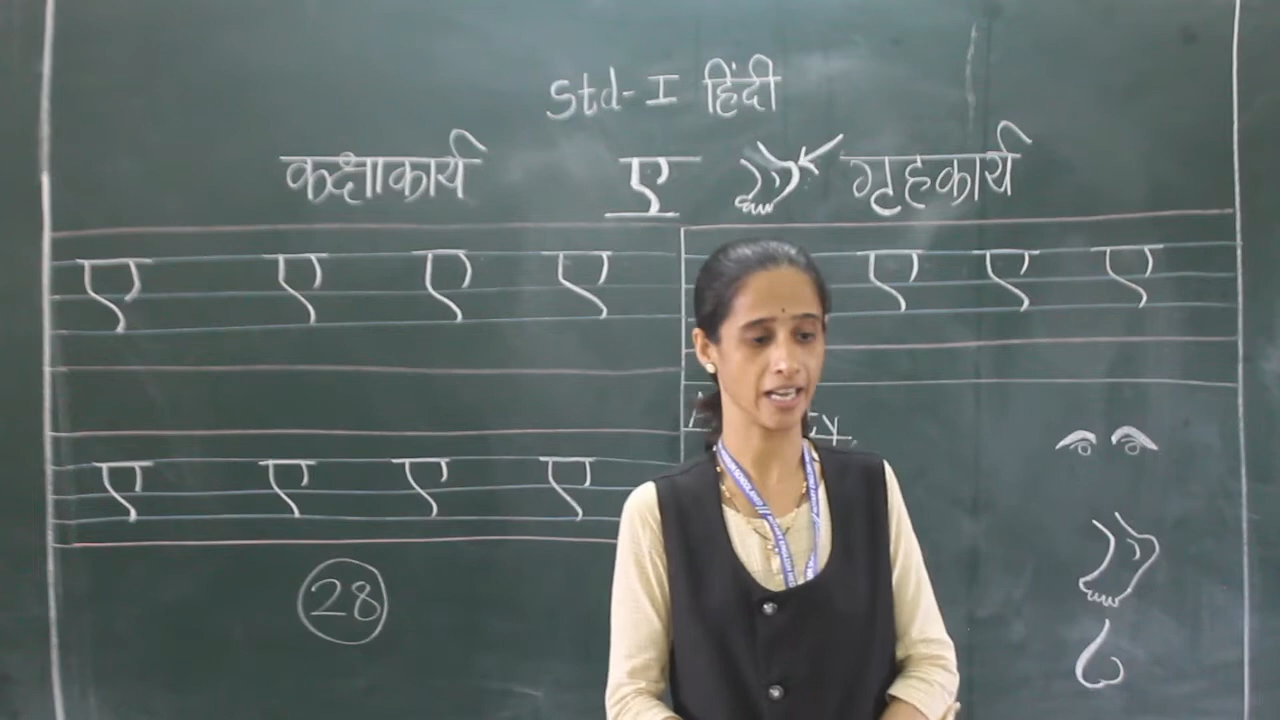 Std-I हिंदी
कक्षाकार्य ए गृहकार्य
ए ए ए ए ए ए ए
ए ए ए ए
28